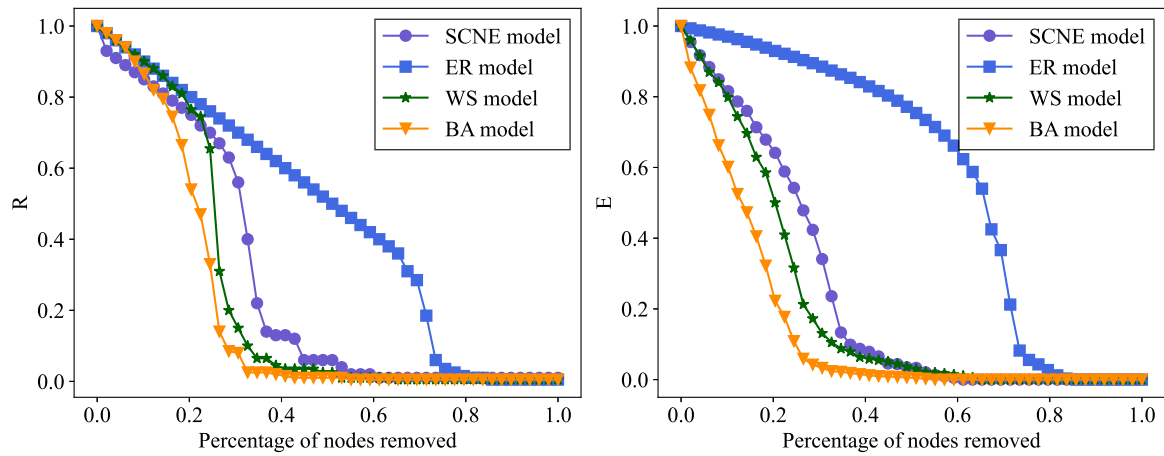 1.0
0.8
0.6
0.4
0.2
0.0
R
0.0 0.2 0.4 0.6 0.8 1.0
Percentage of nodes removed
SCNE model
ER model
WS model
BA model
1.0
0.8
0.6
0.4
0.2
0.0
E
0.0 0.2 0.4 0.6 0.8 1.0
Percentage of nodes removed
SCNE model
ER model
WS model
BA model